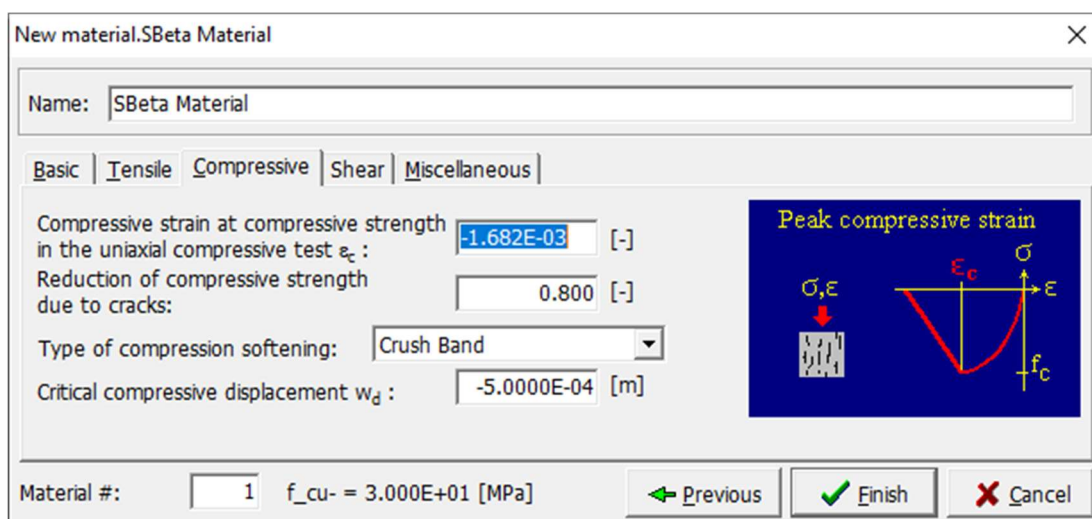 New material.SBeta Material
Name: SBeta Material
Basic Tensile Compressive Shear Miscellaneous
Compressive strain at compressive strength
in the uniaxial compressive test εc : -1.682E-03 [-]
Reduction of compressive strength
due to cracks: 0.800 [-]
Type of compression softening: Crush Band
Critical compressive displacement wd : -5.0000E-04 [m]
Peak compressive strain
σ
εc
ε
σ,ε
fc
Material #: 1 f_cu- = 3.000E+01 [MPa] Previous Finish Cancel